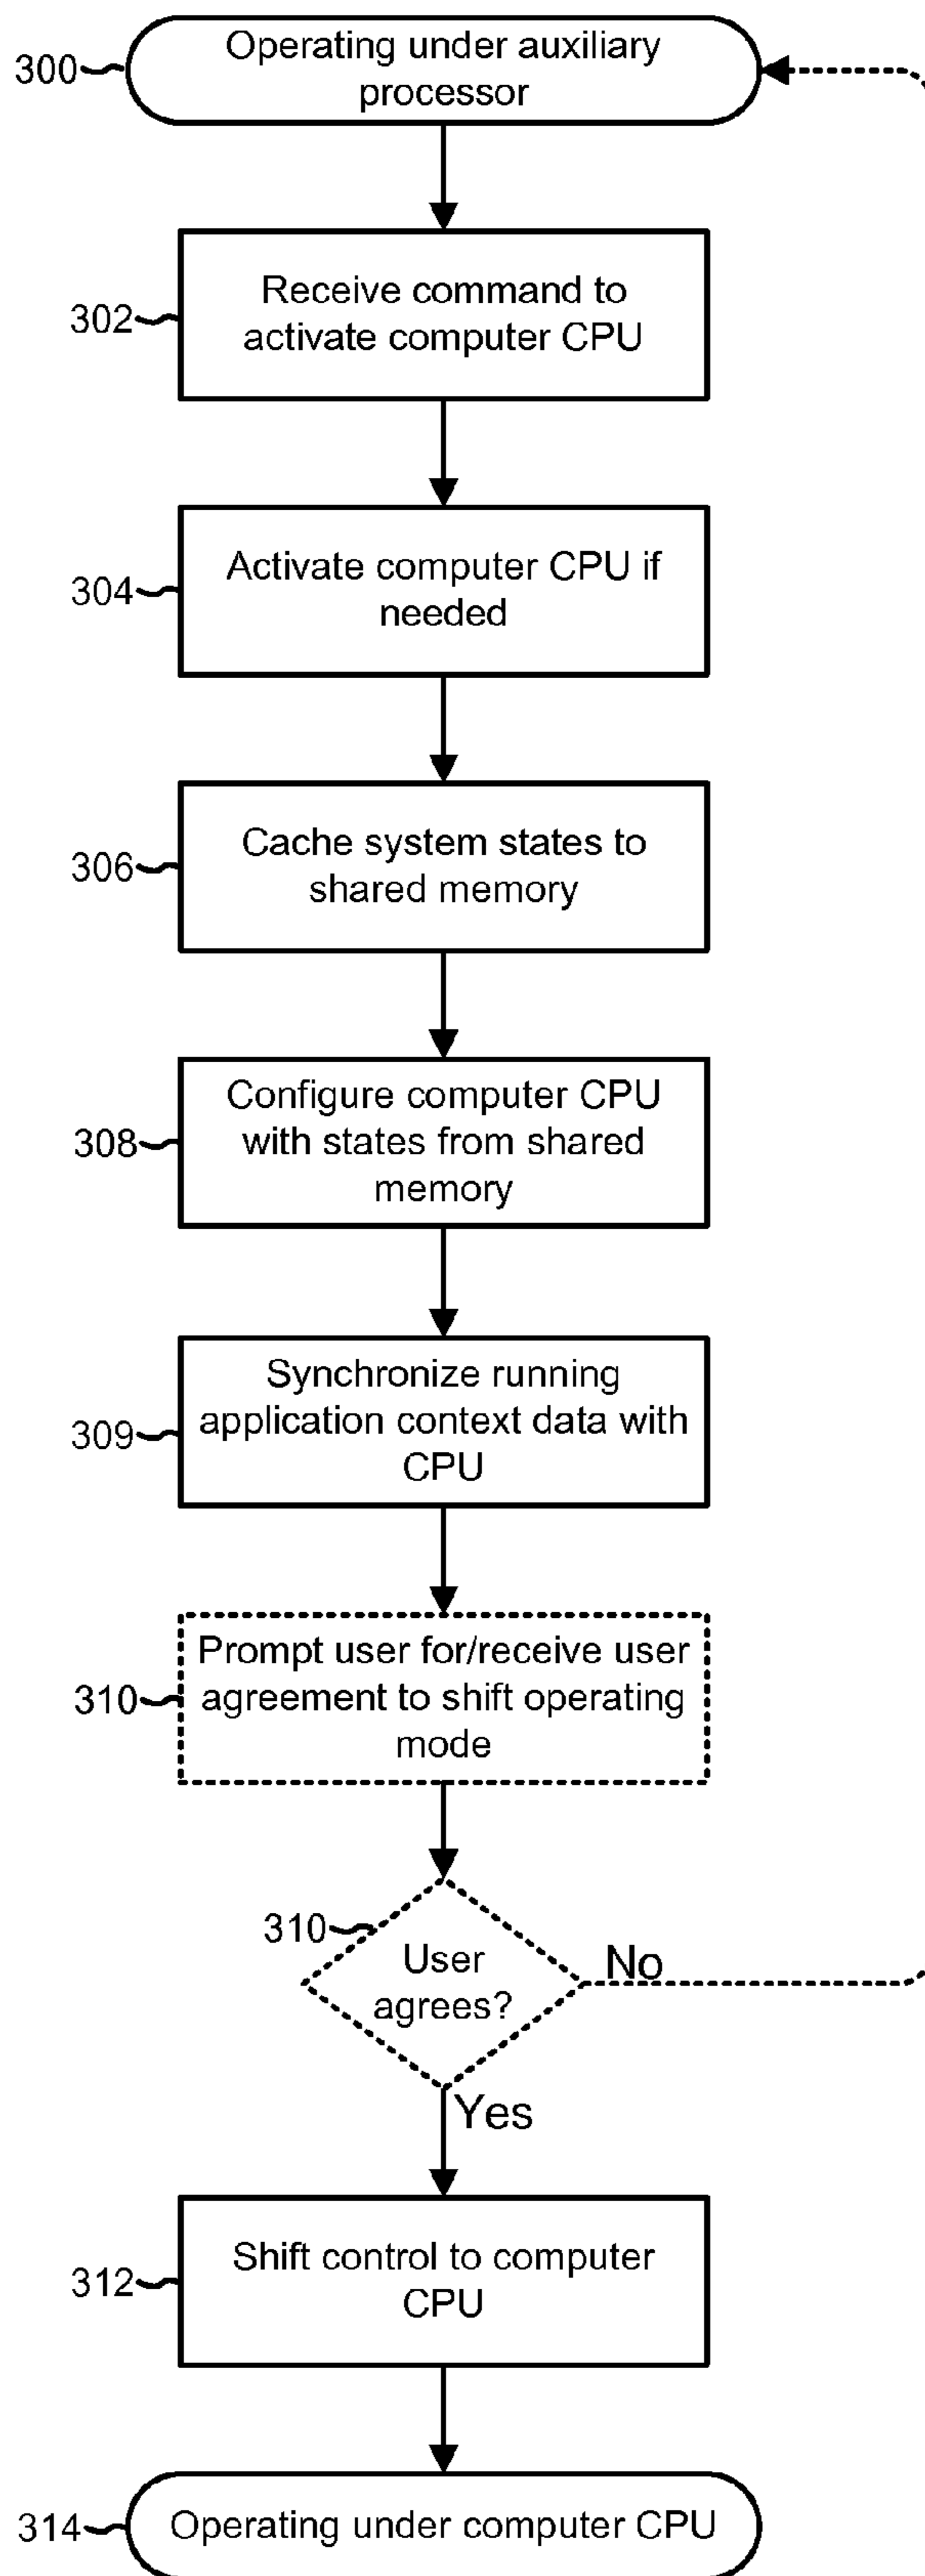 300
Operating under auxiliary
processor
302
Receive command to
activate computer CPU
304
Activate computer CPU if
needed
306
Cache system states to
shared memory
308
Configure computer CPU
with states from shared
memory
309
Synchronize running
application context data with
CPU
310
Prompt user for/receive user
agreement to shift operating
mode
310
User
agrees?
No
Yes
312
Shift control to computer
CPU
314
Operating under computer CPU